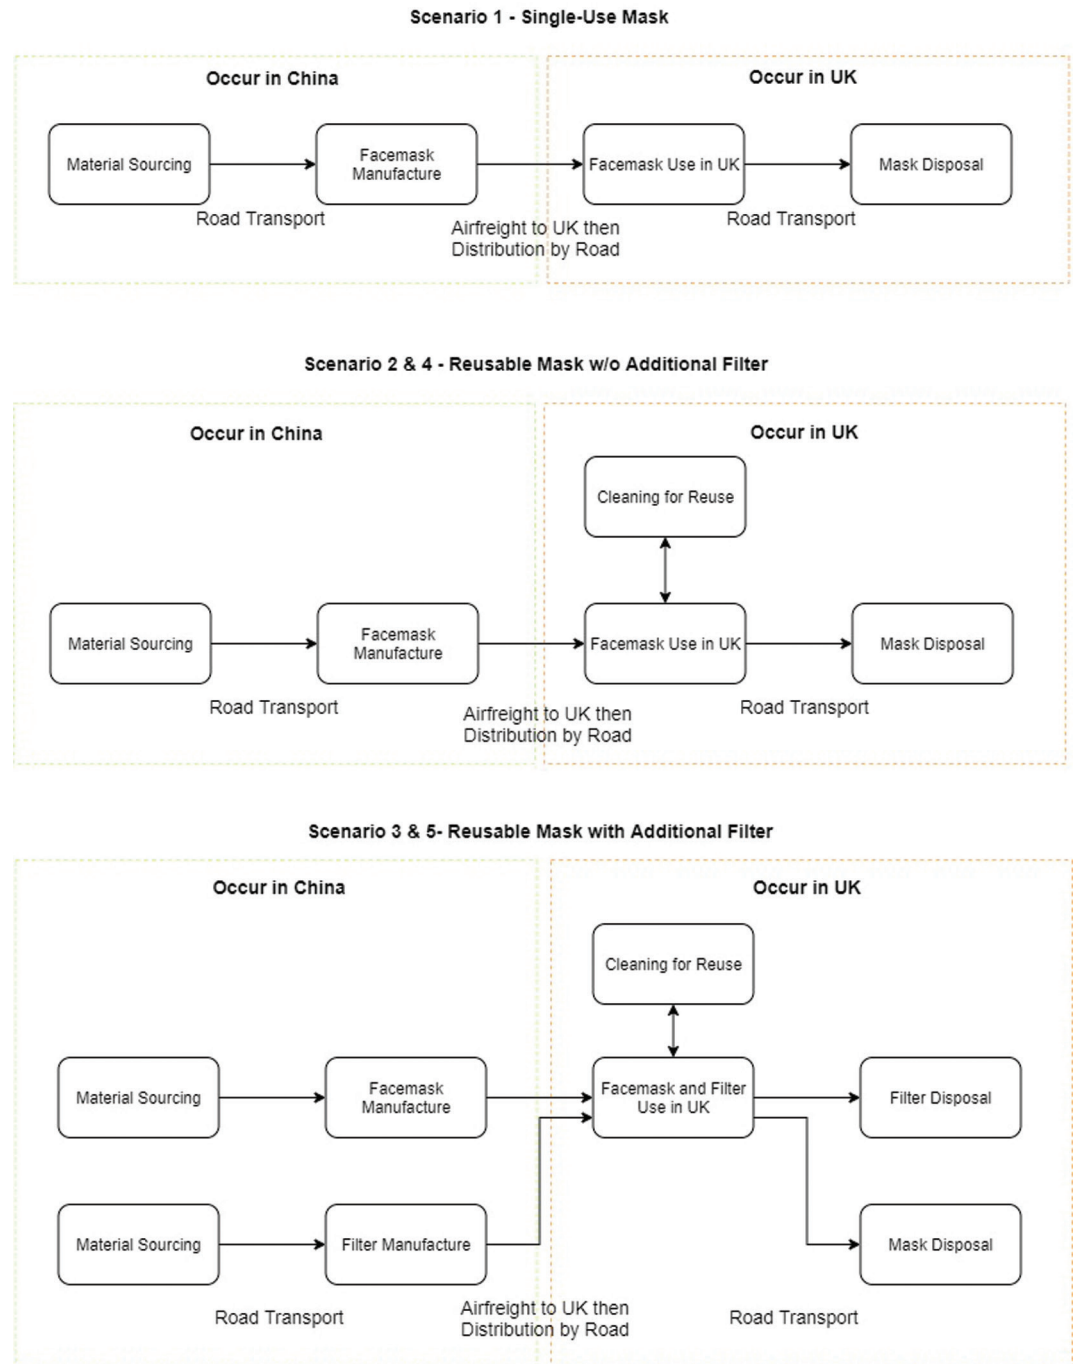 Scenario 1 - Single-Use Mask
Occur in China
Occur in UK
Material Sourcing
Facemask
Manufacture
Facemask Use in UK
Mask Disposal
Road Transport
Airfreight to UK then
Distribution by Road
Road Transport
Scenario 2 & 4 - Reusable Mask w/o Additional Filter
Occur in China
Occur in UK
Cleaning for Reuse
Material Sourcing
Facemask
Manufacture
Facemask Use in UK
Mask Disposal
Road Transport
Airfreight to UK then
Distribution by Road
Road Transport
Scenario 3 & 5- Reusable Mask with Additional Filter
Occur in China
Occur in UK
Cleaning for Reuse
Material Sourcing
Facemask
Manufacture
Facemask and Filter
Use in UK
Filter Disposal
Material Sourcing
Filter Manufacture
Mask Disposal
Road Transport
Airfreight to UK then
Distribution by Road
Road Transport